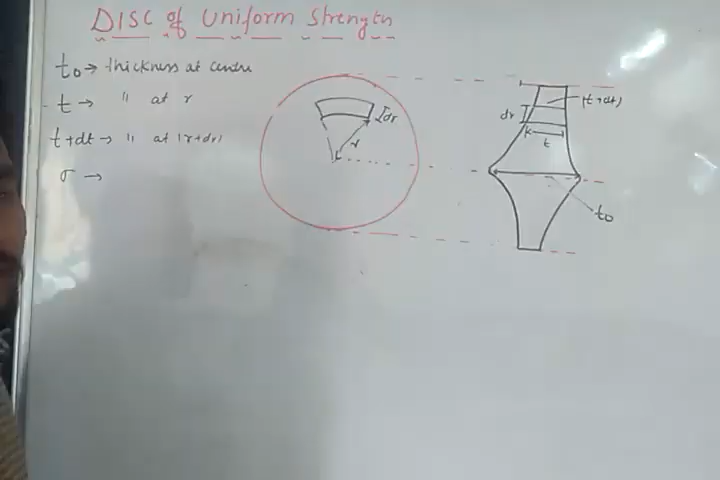 DISC of Uniform Strength
t₀ → thickness at centre
t → " at r
t+dt → " at (r+dr)
σ →
dr
r
(t+dt)
dr
t
t₀